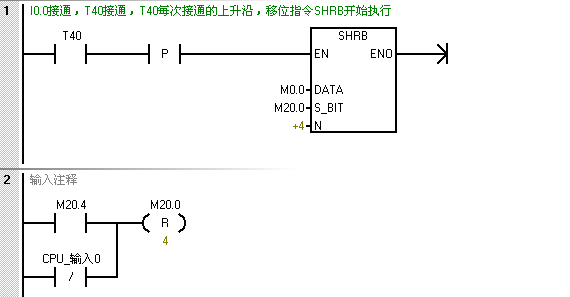 1 I0.0接通，T40接通，T40每次接通的上升沿，移位指令SHRB开始执行
T40
P
SHRB
EN ENO
M0.0 DATA
M20.0 S_BIT
+4 N
2 输入注释
M20.4 M20.0
R
4
CPU_输入0
/